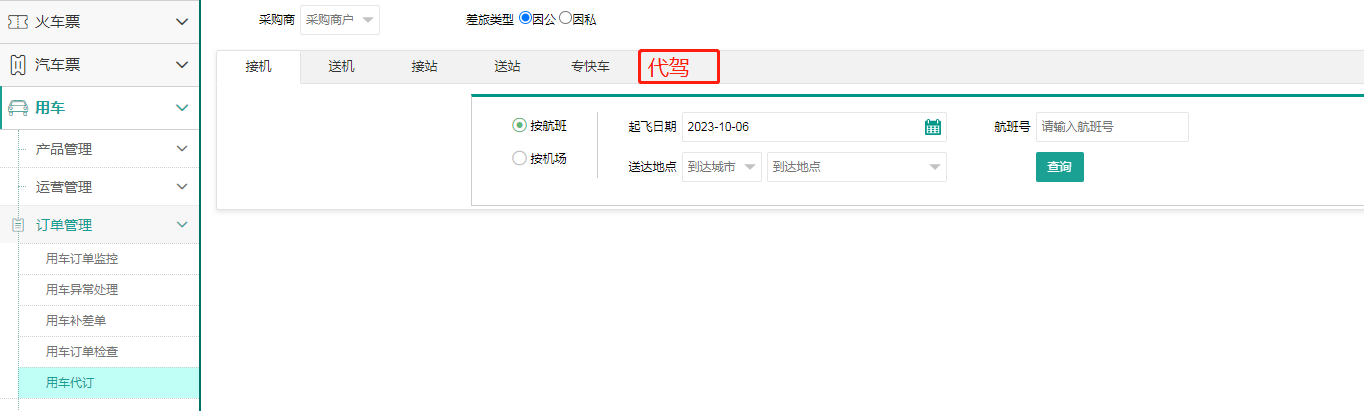 火车票
汽车票
用车
产品管理
运营管理
订单管理
用车订单监控
用车异常处理
用车补差单
用车订单检查
用车代订
采购商 采购商户 差旅类型 因公 因私
接机 送机 接站 送站 专快车 代驾
按航班 起飞日期 2023-10-06 航班号 请输入航班号
按机场 送达地点 到达城市 到达地点 查询